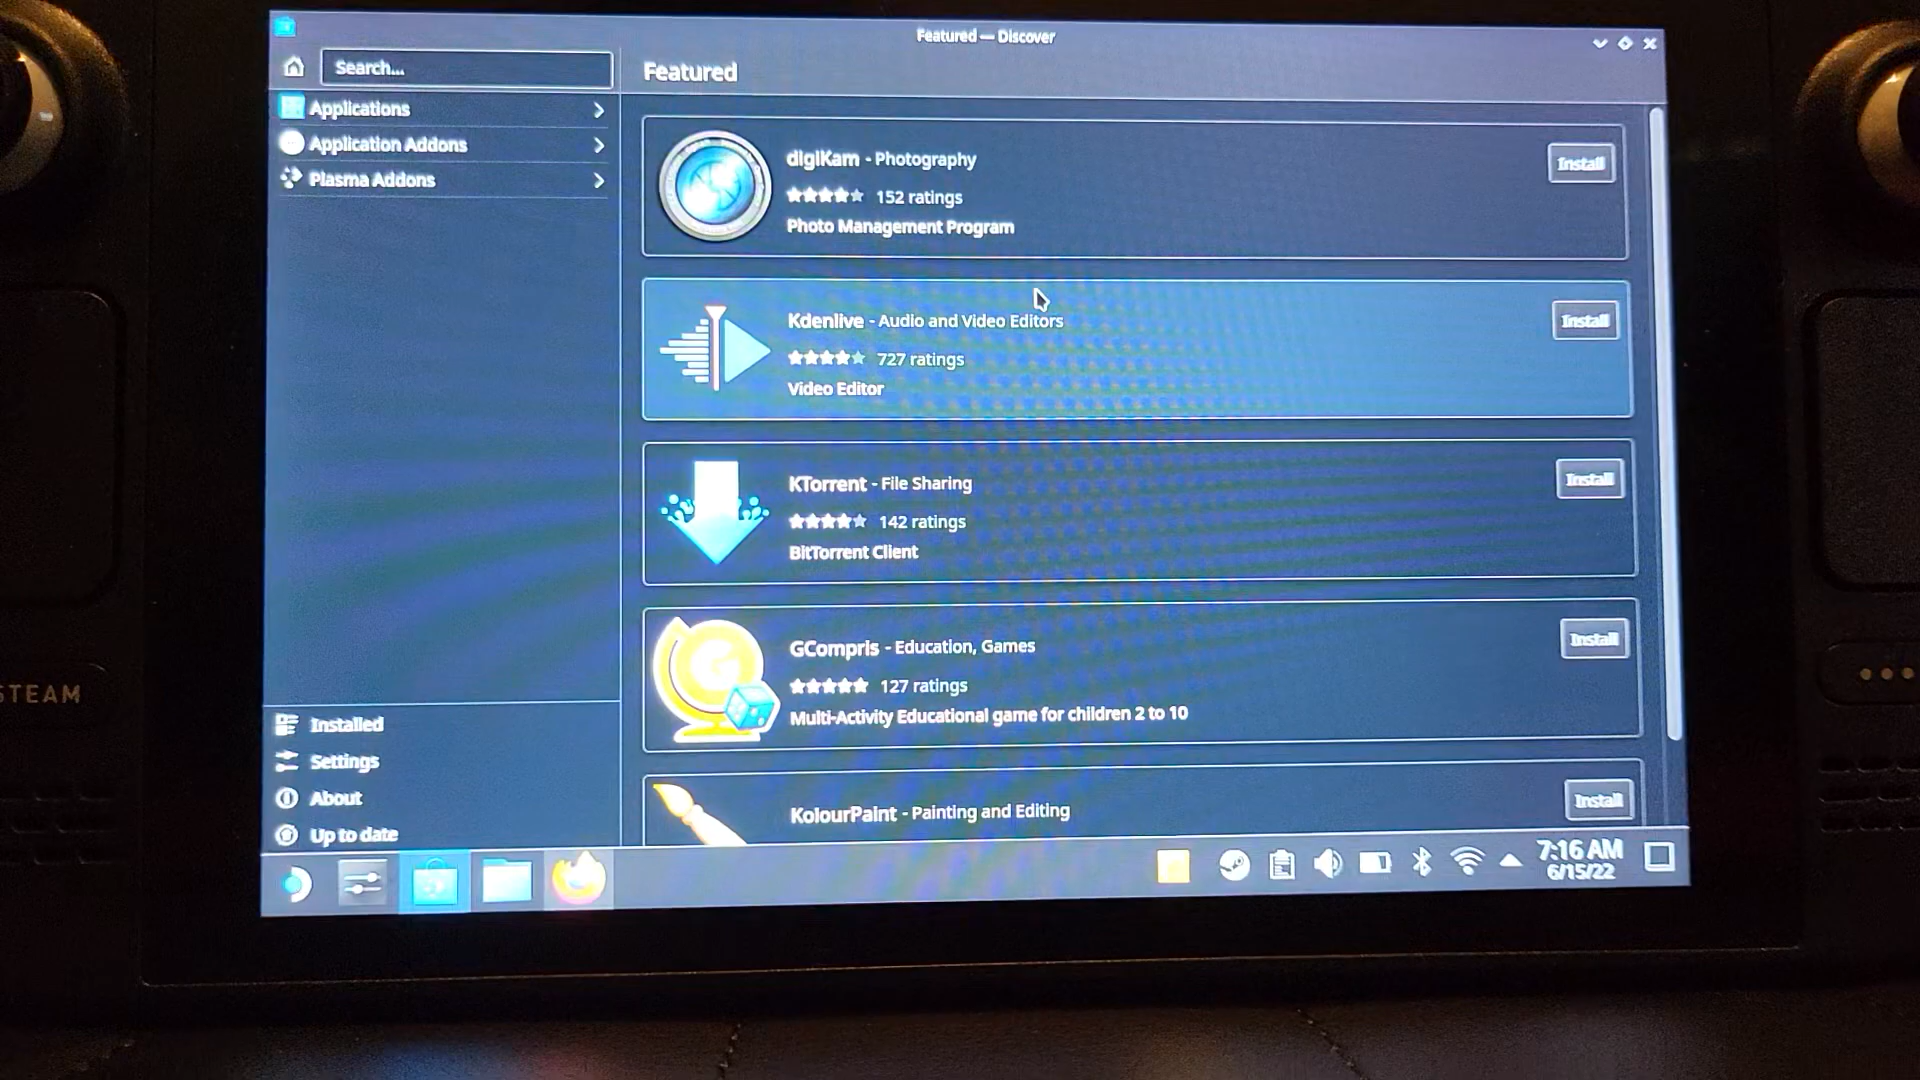 Featured — Discover
Search...
Featured
Applications
Application Addons
Plasma Addons
digiKam - Photography
152 ratings
Photo Management Program
Install
Kdenlive - Audio and Video Editors
727 ratings
Video Editor
Install
KTorrent - File Sharing
142 ratings
BitTorrent Client
Install
GCompris - Education, Games
127 ratings
Multi-Activity Educational game for children 2 to 10
Install
KolourPaint - Painting and Editing
Install
Installed
Settings
About
Up to date
7:16 AM
6/15/22
STEAM